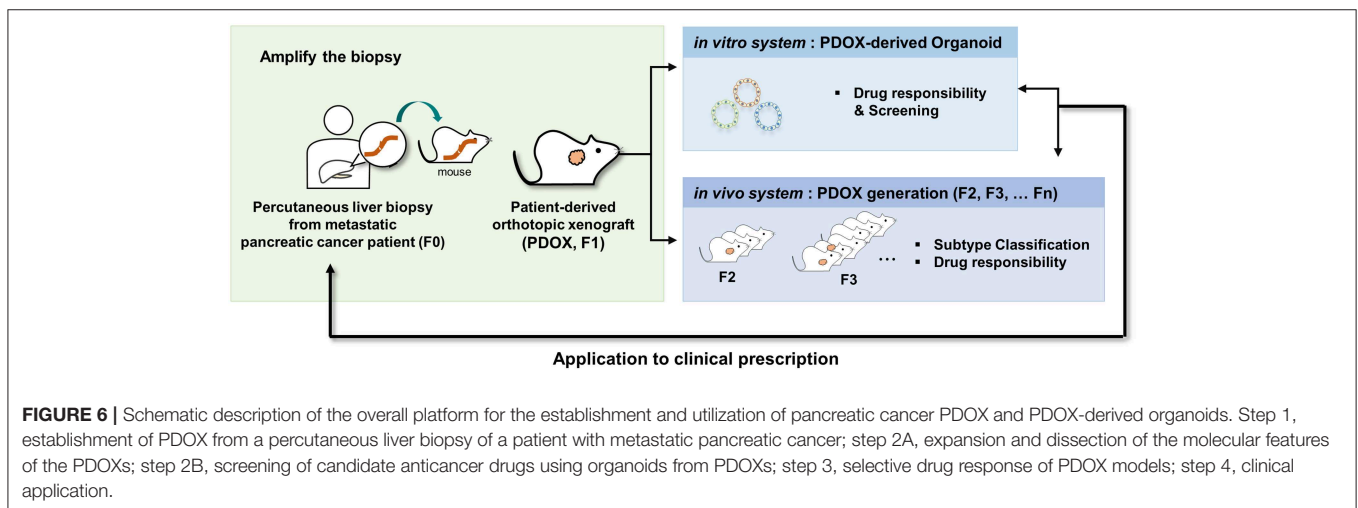 Amplify the biopsy
mouse
Percutaneous liver biopsy
from metastatic
pancreatic cancer patient (F0)
Patient-derived
orthotopic xenograft
(PDOX, F1)
in vitro system : PDOX-derived Organoid
▪ Drug responsibility
& Screening
in vivo system : PDOX generation (F2, F3, … Fn)
F2
F3
…
▪ Subtype Classification
▪ Drug responsibility
Application to clinical prescription
FIGURE 6 | Schematic description of the overall platform for the establishment and utilization of pancreatic cancer PDOX and PDOX-derived organoids. Step 1,
establishment of PDOX from a percutaneous liver biopsy of a patient with metastatic pancreatic cancer; step 2A, expansion and dissection of the molecular features
of the PDOXs; step 2B, screening of candidate anticancer drugs using organoids from PDOXs; step 3, selective drug response of PDOX models; step 4, clinical
application.